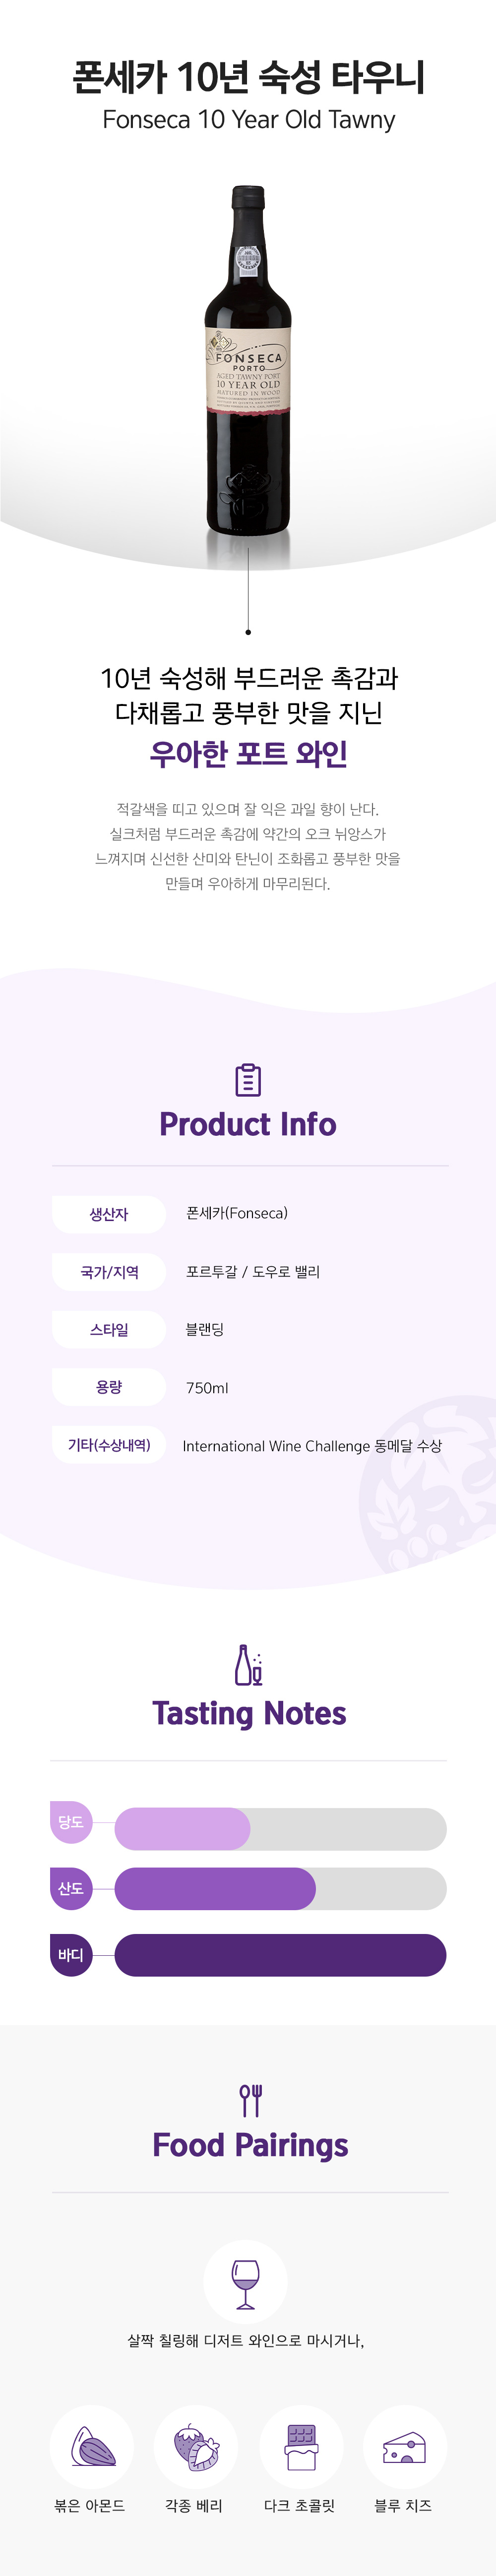 폰세카 10년 숙성 타우니
Fonseca 10 Year Old Tawny
FONSECA
PORTO
AGED TAWNY PORT
10 YEAR OLD
MATURED IN WOOD
10년 숙성해 부드러운 촉감과
다채롭고 풍부한 맛을 지닌
우아한 포트 와인
적갈색을 띠고 있으며 잘 익은 과일 향이 난다.
실크처럼 부드러운 촉감에 약간의 오크 뉘앙스가
느껴지며 신선한 산미와 탄닌이 조화롭고 풍부한 맛을
만들며 우아하게 마무리된다.
Product Info
생산자 폰세카(Fonseca)
국가/지역 포르투갈 / 도우로 밸리
스타일 블랜딩
용량 750ml
기타(수상내역) International Wine Challenge 동메달 수상
Tasting Notes
당도
산도
바디
Food Pairings
살짝 칠링해 디저트 와인으로 마시거나,
볶은 아몬드 각종 베리 다크 초콜릿 블루 치즈